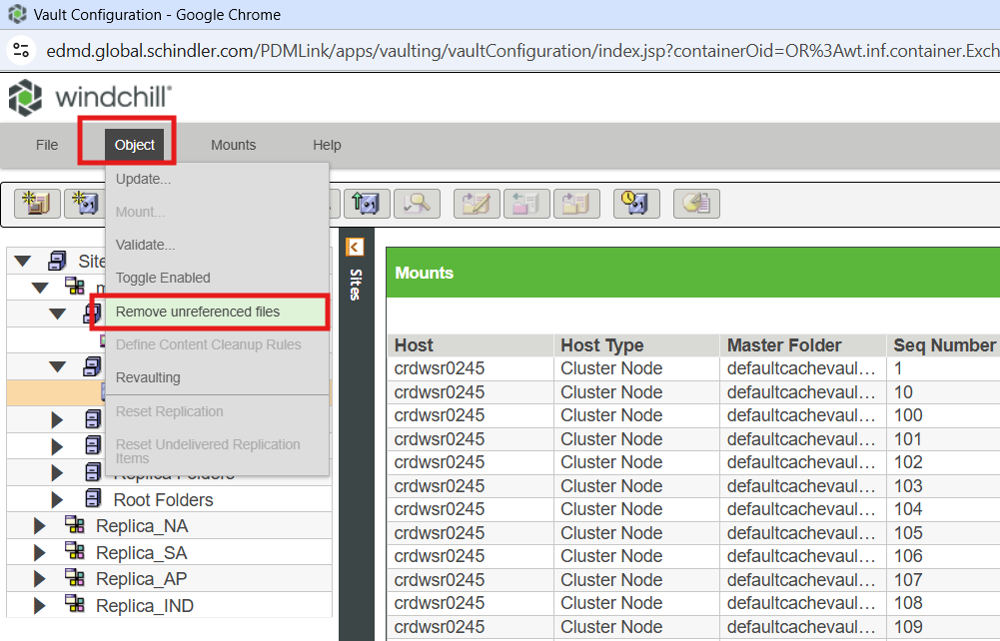 Vault Configuration - Google Chrome
edmd.global.schindler.com/PDMLink/apps/vaulting/vaultConfiguration/index.jsp?containerOid=OR%3Awt.inf.container.Exch
windchill
File Object Mounts Help
Update...
Mount...
Validate...
Toggle Enabled
Remove unreferenced files
Define Content Cleanup Rules
Revaulting
Reset Replication
Reset Undelivered Replication
Items
Site
Root Folders
Replica_NA
Replica_SA
Replica_AP
Replica_IND
Sites
Mounts
Host Host Type Master Folder Seq Number
crdwsr0245 Cluster Node defaultcachevaul... 1
crdwsr0245 Cluster Node defaultcachevaul... 10
crdwsr0245 Cluster Node defaultcachevaul... 100
crdwsr0245 Cluster Node defaultcachevaul... 101
crdwsr0245 Cluster Node defaultcachevaul... 102
crdwsr0245 Cluster Node defaultcachevaul... 103
crdwsr0245 Cluster Node defaultcachevaul... 104
crdwsr0245 Cluster Node defaultcachevaul... 105
crdwsr0245 Cluster Node defaultcachevaul... 106
crdwsr0245 Cluster Node defaultcachevaul... 107
crdwsr0245 Cluster Node defaultcachevaul... 108
crdwsr0245 Cluster Node defaultcachevaul... 109